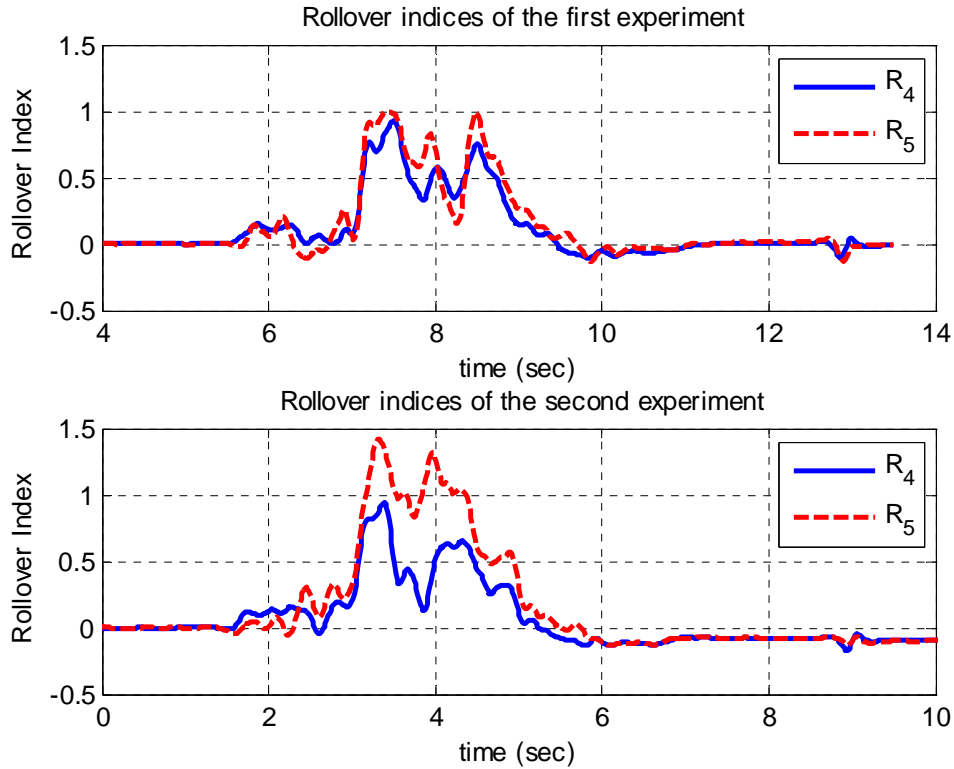 Rollover indices of the first experiment
1.5
1
0.5
0
-0.5
Rollover Index
R4
R5
4
6
8
10
12
14
time (sec)
Rollover indices of the second experiment
1.5
1
0.5
0
-0.5
Rollover Index
R4
R5
0
2
4
6
8
10
time (sec)